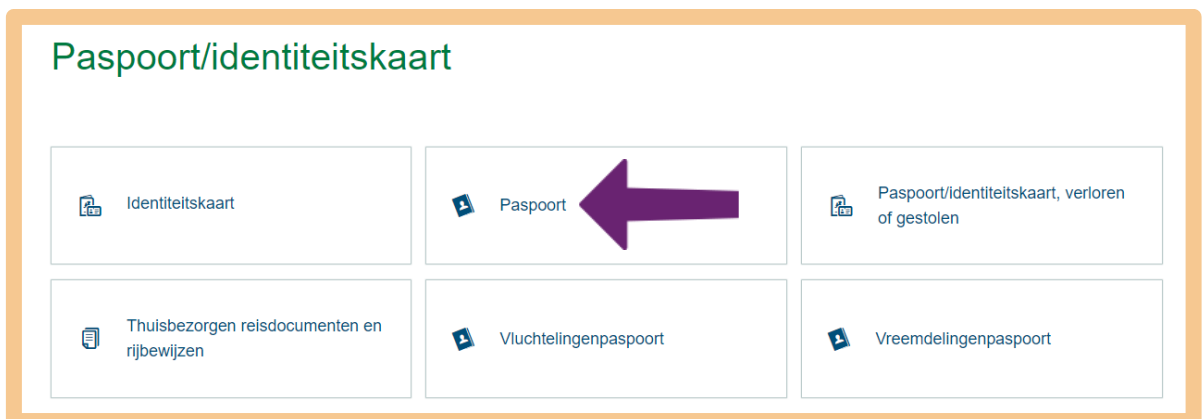 Paspoort/identiteitskaart
Identiteitskaart
Paspoort
Paspoort/identiteitskaart, verloren
of gestolen
Thuisbezorgen reisdocumenten en
rijbewijzen
Vluchtelingenpaspoort
Vreemdelingenpaspoort